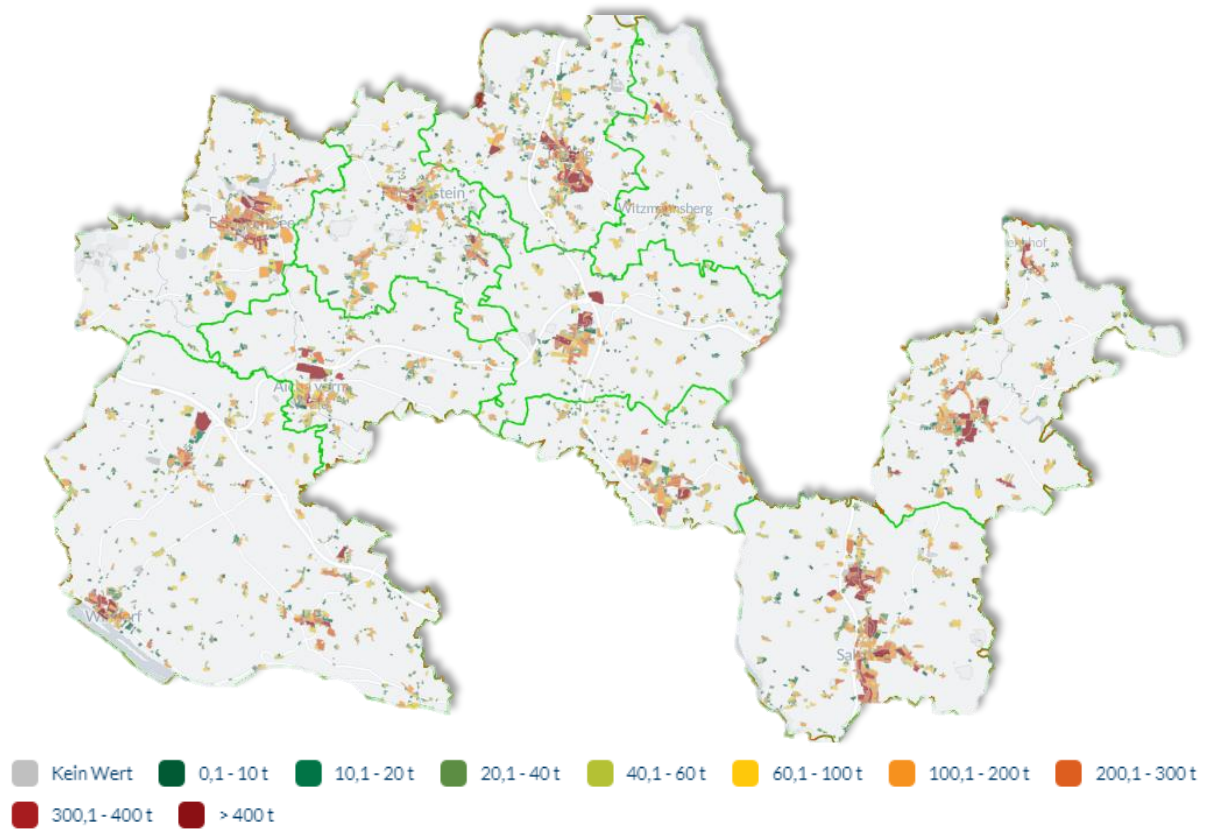 Witzmannsberg
Kein Wert
0,1 - 10 t
10,1 - 20 t
20,1 - 40 t
40,1 - 60 t
60,1 - 100 t
100,1 - 200 t
200,1 - 300 t
300,1 - 400 t
> 400 t